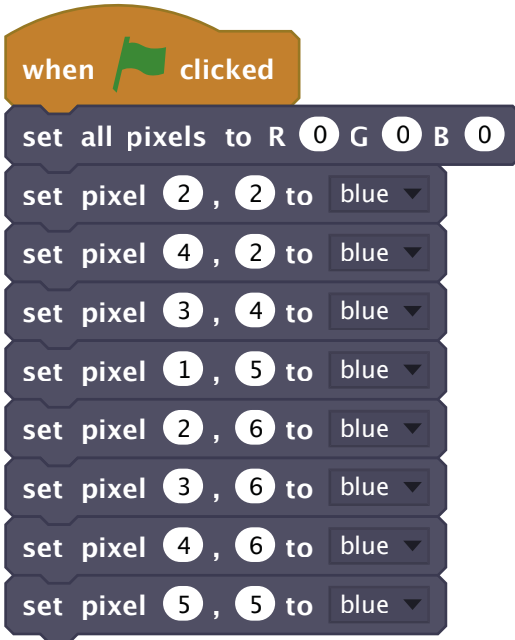 when clicked
set all pixels to R 0 G 0 B 0
set pixel 2 , 2 to blue
set pixel 4 , 2 to blue
set pixel 3 , 4 to blue
set pixel 1 , 5 to blue
set pixel 2 , 6 to blue
set pixel 3 , 6 to blue
set pixel 4 , 6 to blue
set pixel 5 , 5 to blue